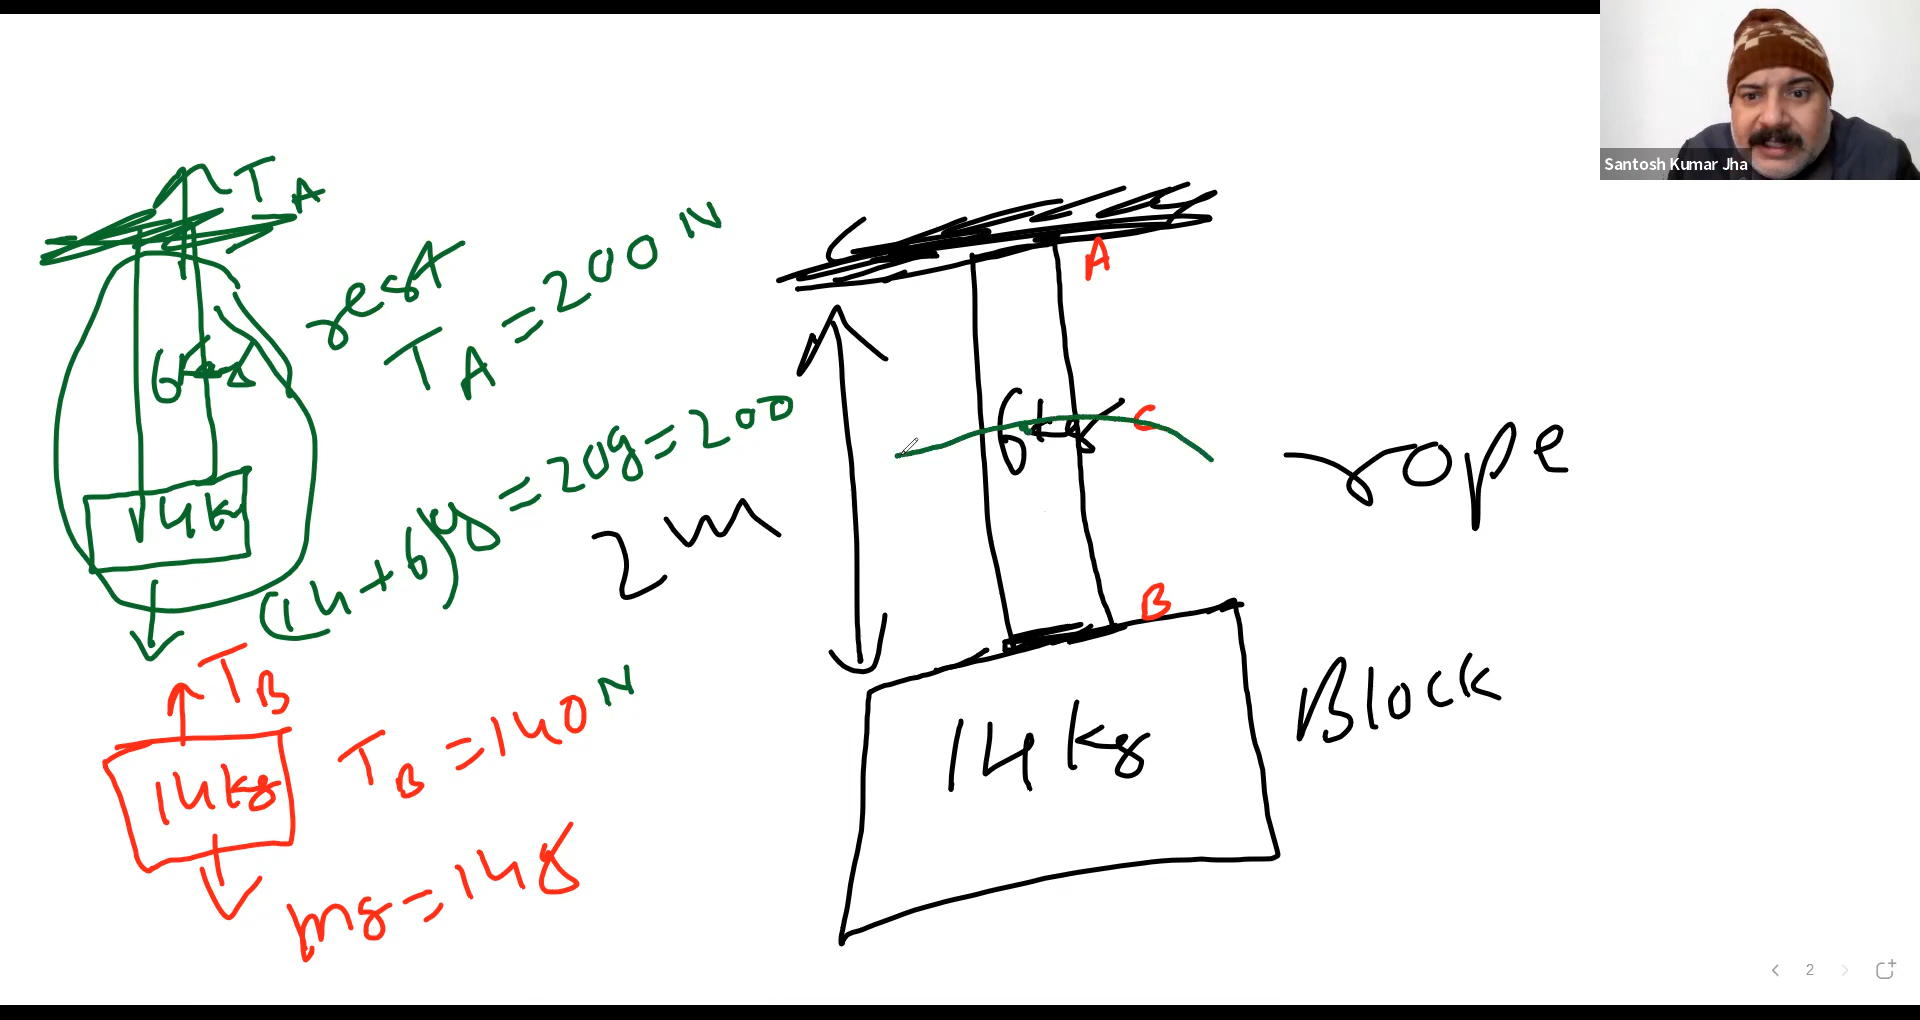 T_A
rest
T_A = 200 N
6kg
14kg
(14+6)g = 20g = 200
T_B
14kg
T_B = 140 N
mg = 14g
A
6kg
C
2m
rope
B
14kg
Block
Santosh Kumar Jha
2